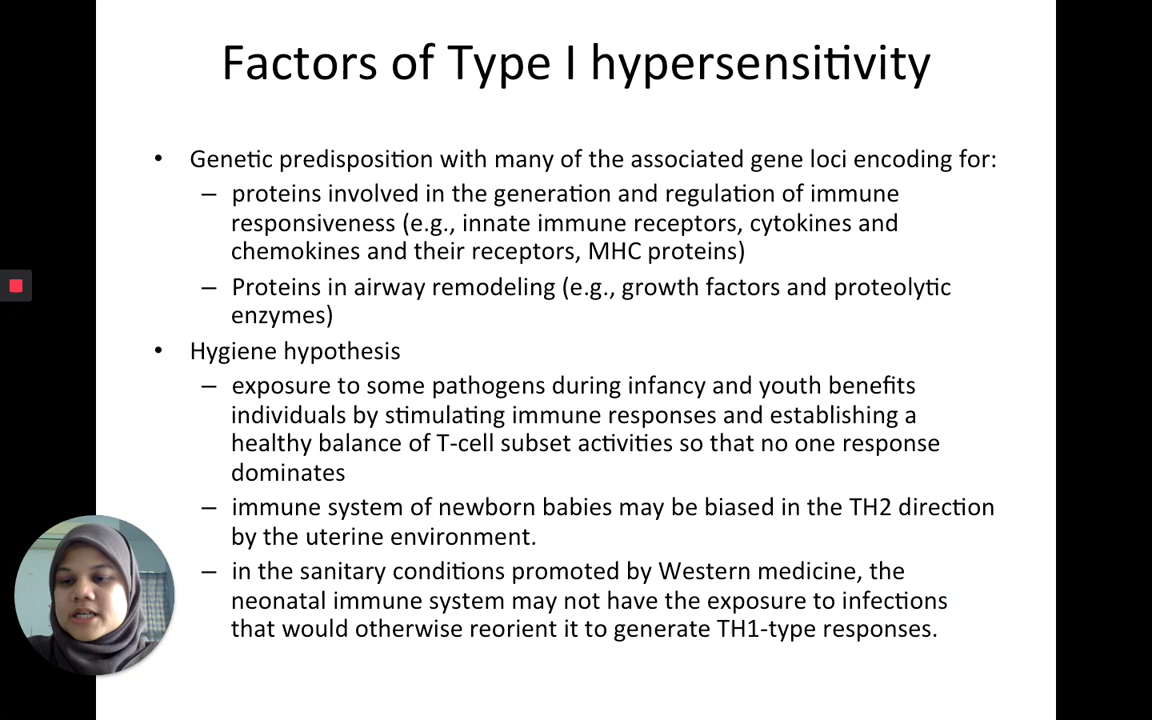 Factors of Type I hypersensitivity
• Genetic predisposition with many of the associated gene loci encoding for:
– proteins involved in the generation and regulation of immune
responsiveness (e.g., innate immune receptors, cytokines and
chemokines and their receptors, MHC proteins)
– Proteins in airway remodeling (e.g., growth factors and proteolytic
enzymes)
• Hygiene hypothesis
– exposure to some pathogens during infancy and youth benefits
individuals by stimulating immune responses and establishing a
healthy balance of T-cell subset activities so that no one response
dominates
– immune system of newborn babies may be biased in the TH2 direction
by the uterine environment.
– in the sanitary conditions promoted by Western medicine, the
neonatal immune system may not have the exposure to infections
that would otherwise reorient it to generate TH1-type responses.